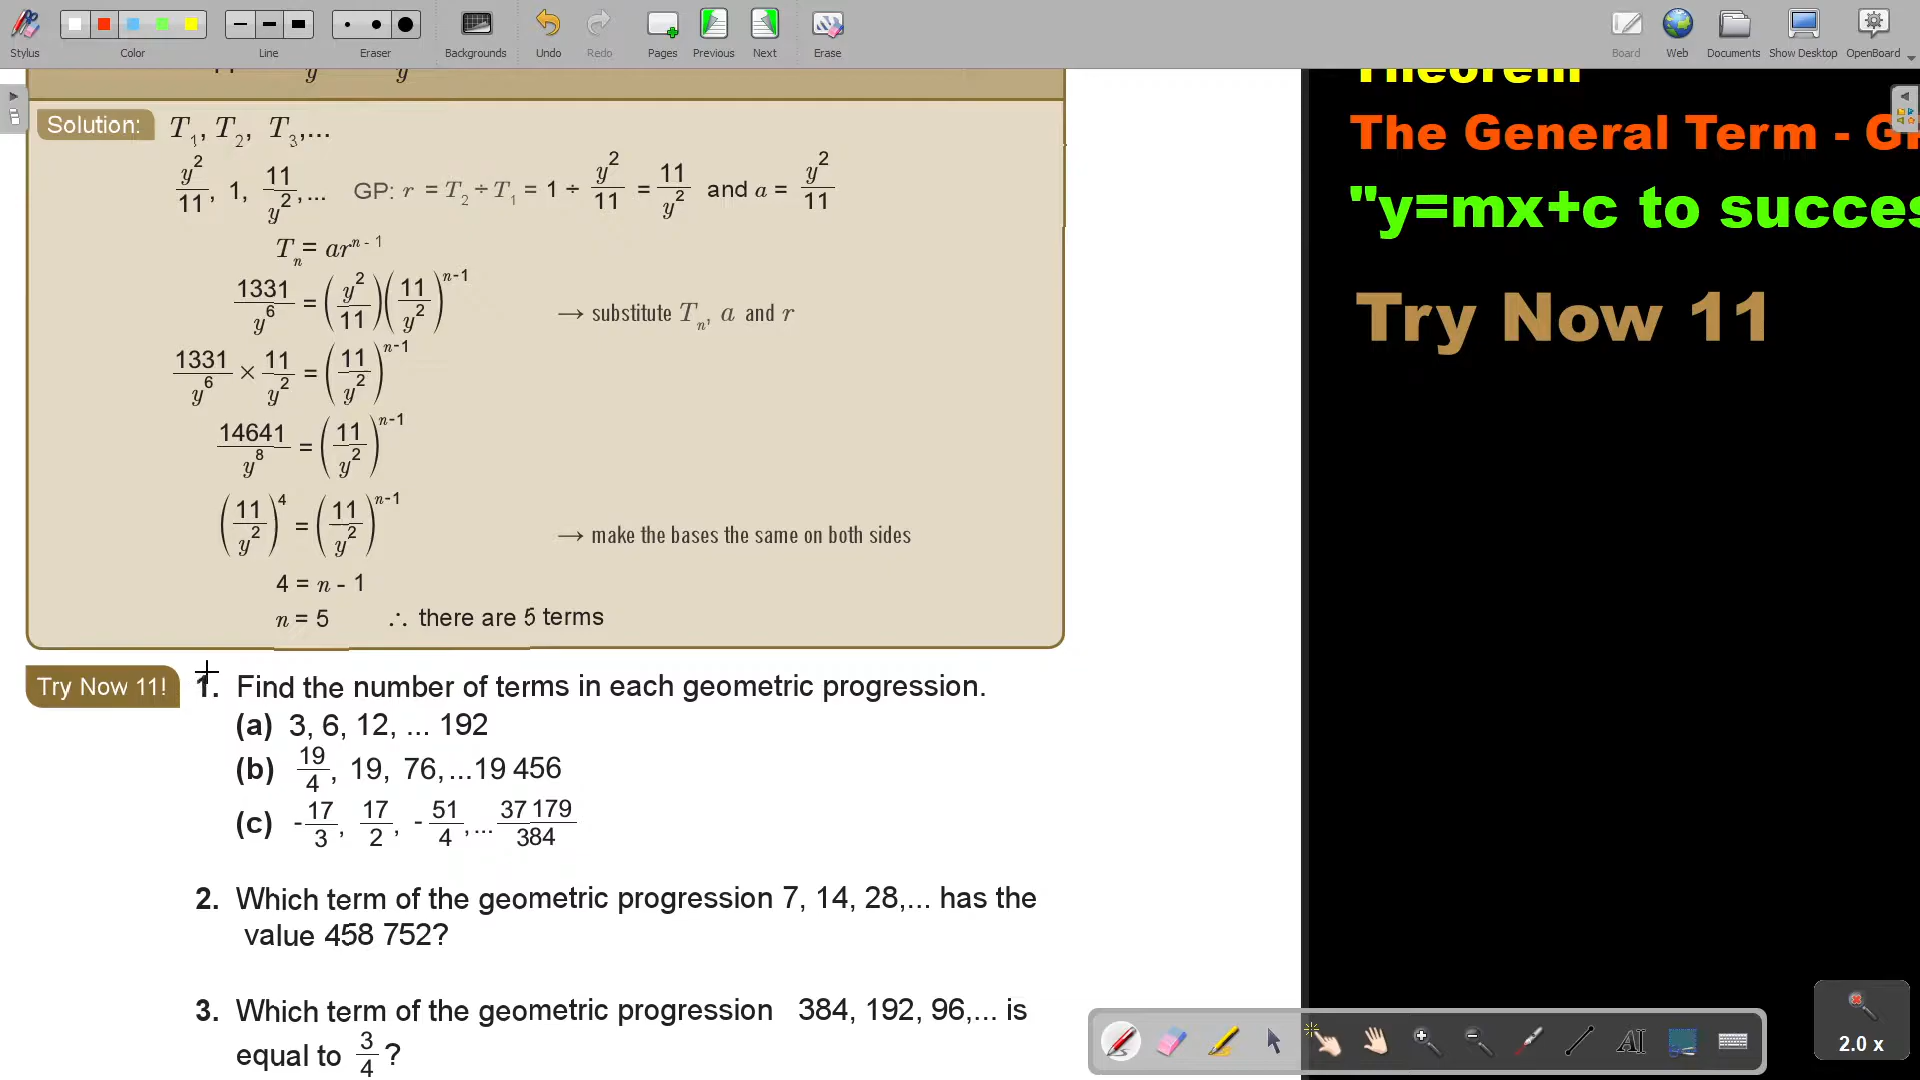 Stylus
Color
Line
Eraser
Backgrounds
Undo
Redo
Pages
Previous
Next
Erase
Board
Web
Documents
Show Desktop
OpenBoard
Solution: T₁, T₂, T₃,...
y²/11, 1, 11/y²,... GP: r = T₂ ÷ T₁ = 1 ÷ y²/11 = 11/y² and a = y²/11
Tₙ = arⁿ⁻¹
1331/y⁶ = (y²/11)(11/y²)ⁿ⁻¹ → substitute Tₙ, a and r
1331/y⁶ × 11/y² = (11/y²)ⁿ⁻¹
14641/y⁸ = (11/y²)ⁿ⁻¹
(11/y²)⁴ = (11/y²)ⁿ⁻¹ → make the bases the same on both sides
4 = n - 1
n = 5 ∴ there are 5 terms
Try Now 11! 1. Find the number of terms in each geometric progression.
(a) 3, 6, 12, ... 192
(b) 19/4, 19, 76,...19 456
(c) -17/3, 17/2, -51/4,... 37 179/384
2. Which term of the geometric progression 7, 14, 28,... has the
value 458 752?
3. Which term of the geometric progression 384, 192, 96,... is
equal to 3/4?
Theorem
The General Term - G
"y=mx+c to succes
Try Now 11
2.0 x